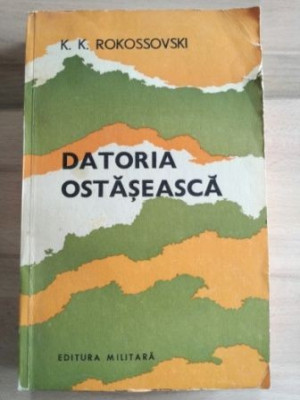 K. K. ROKOSSOVSKI
DATORIA
OSTĂȘEASCĂ
EDITURA MILITARĂ